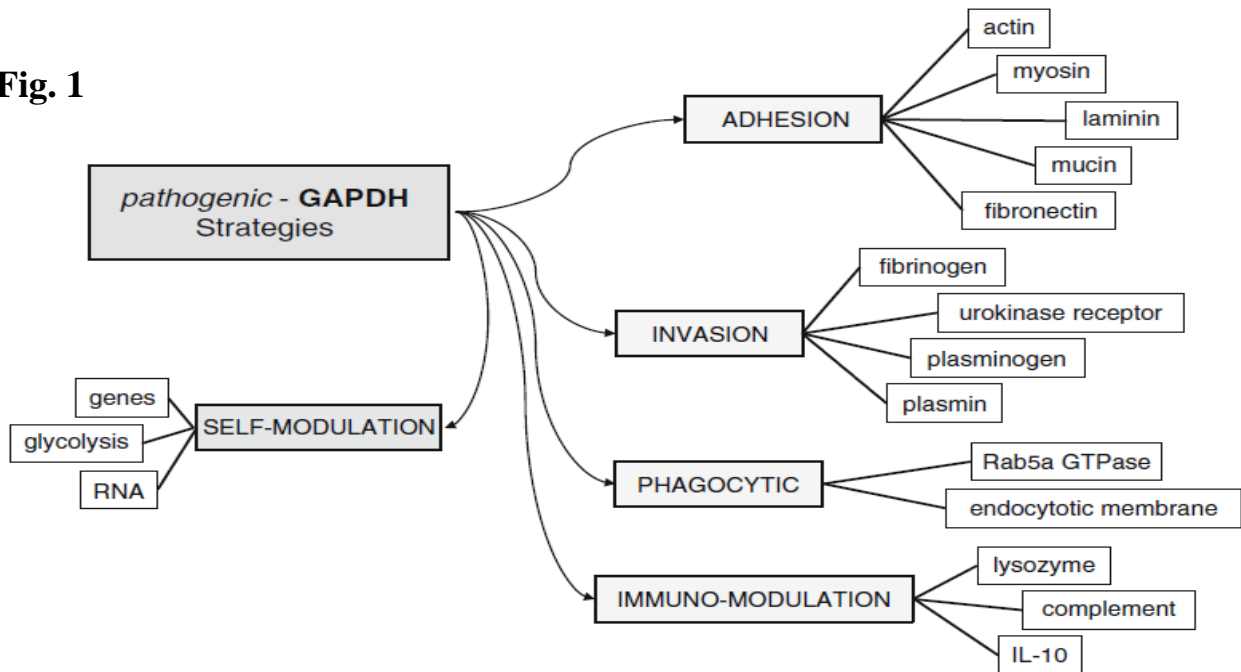 Fig. 1
pathogenic - GAPDH
Strategies
ADHESION
actin
myosin
laminin
mucin
fibronectin
INVASION
fibrinogen
urokinase receptor
plasminogen
plasmin
SELF-MODULATION
genes
glycolysis
RNA
PHAGOCYTIC
Rab5a GTPase
endocytotic membrane
IMMUNO-MODULATION
lysozyme
complement
IL-10